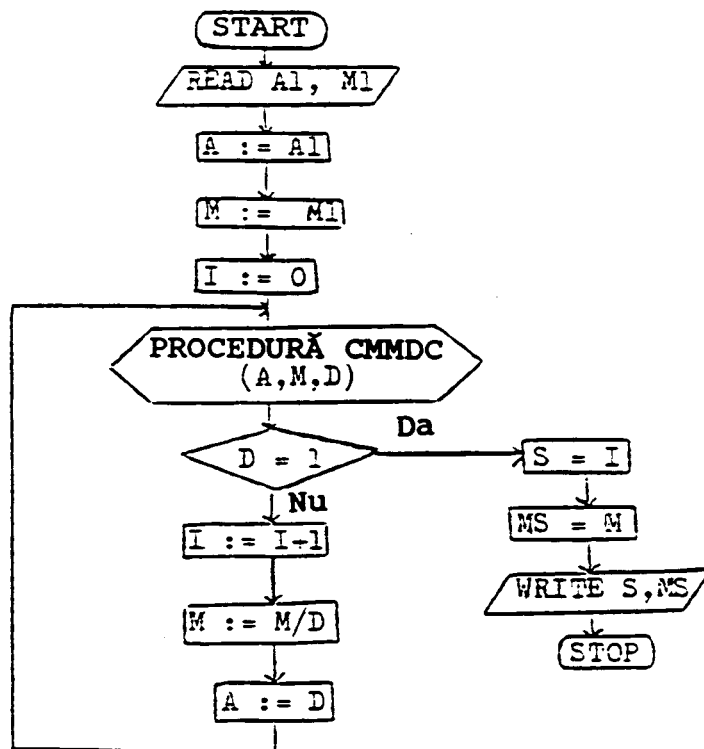 START
READ A1, M1
A := A1
M := M1
I := 0
PROCEDURĂ CMMDC
(A,M,D)
D = 1
Da
Nu
I := I+1
M := M/D
A := D
S = I
MS = M
WRITE S,MS
STOP